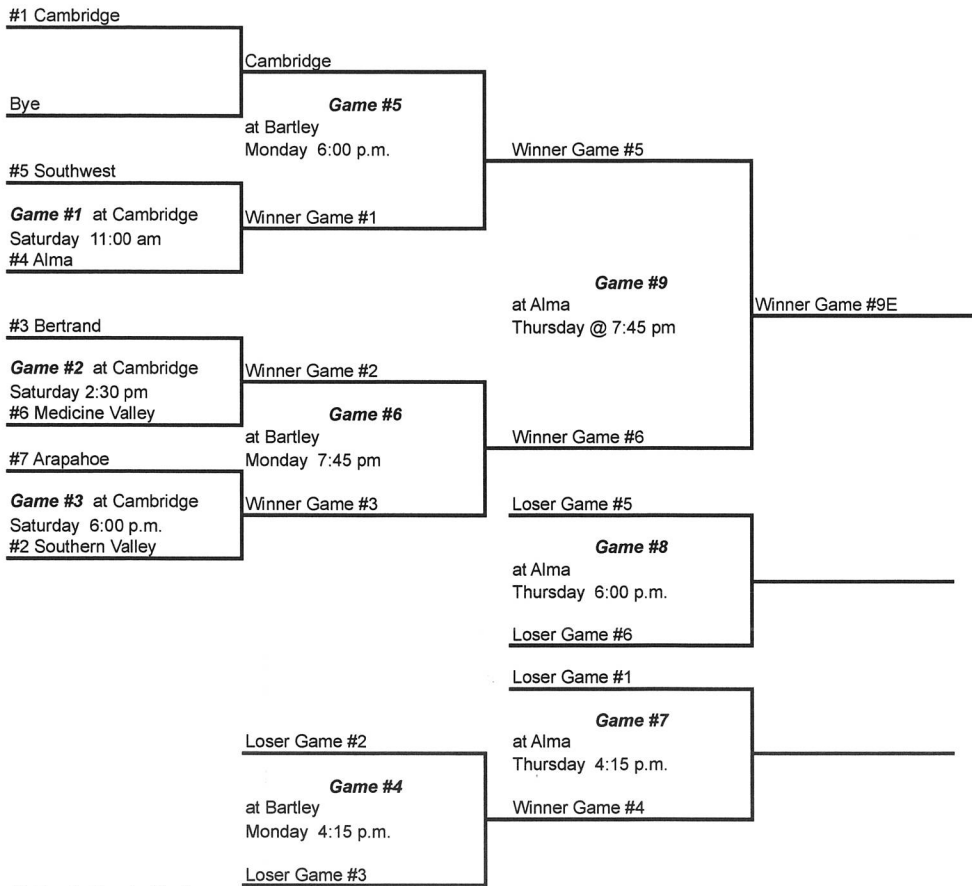 #1 Cambridge
Cambridge
Bye
Game #5
at Bartley
Monday 6:00 p.m.
Winner Game #5
#5 Southwest
Game #1 at Cambridge
Saturday 11:00 am
#4 Alma
Winner Game #1
Game #9
at Alma
Thursday @ 7:45 pm
Winner Game #9E
#3 Bertrand
Game #2 at Cambridge
Saturday 2:30 pm
#6 Medicine Valley
Winner Game #2
Game #6
at Bartley
Monday 7:45 pm
Winner Game #6
#7 Arapahoe
Game #3 at Cambridge
Saturday 6:00 p.m.
#2 Southern Valley
Winner Game #3
Loser Game #5
Game #8
at Alma
Thursday 6:00 p.m.
Loser Game #6
Loser Game #1
Game #7
at Alma
Thursday 4:15 p.m.
Winner Game #4
Loser Game #2
Game #4
at Bartley
Monday 4:15 p.m.
Loser Game #3